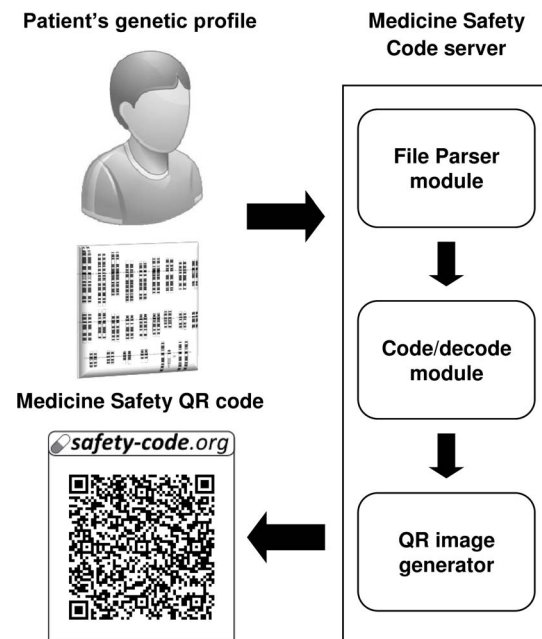 Patient's genetic profile
Medicine Safety
Code server
File Parser
module
Code/decode
module
QR image
generator
Medicine Safety QR code
safety-code.org